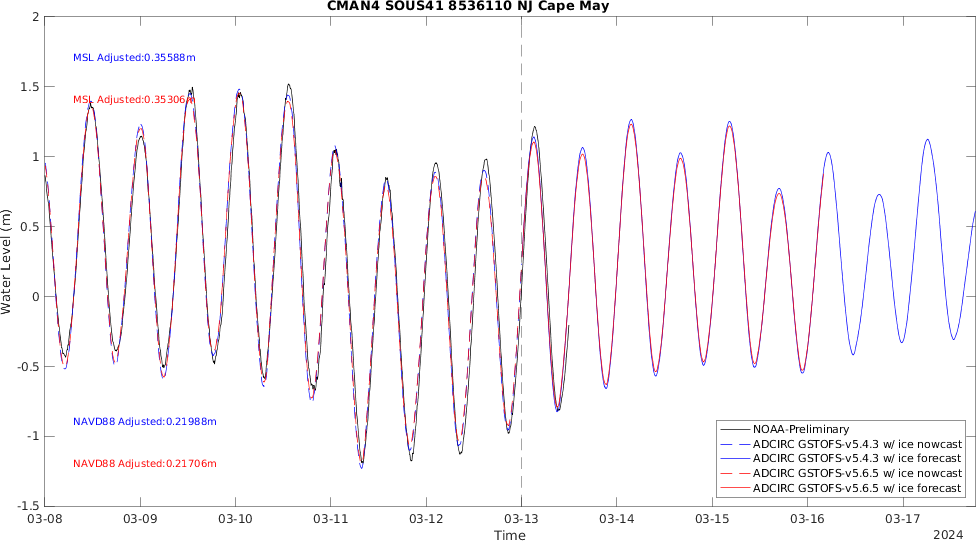 CMAN4 SOUS41 8536110 NJ Cape May
2
1.5
1
0.5
0
-0.5
-1
-1.5
Water Level (m)
MSL Adjusted:0.35588m
MSL Adjusted:0.35306m
NAVD88 Adjusted:0.21988m
NAVD88 Adjusted:0.21706m
NOAA-Preliminary
ADCIRC GSTOFS-v5.4.3 w/ ice nowcast
ADCIRC GSTOFS-v5.4.3 w/ ice forecast
ADCIRC GSTOFS-v5.6.5 w/ ice nowcast
ADCIRC GSTOFS-v5.6.5 w/ ice forecast
03-08 03-09 03-10 03-11 03-12 03-13 03-14 03-15 03-16 03-17
Time
2024